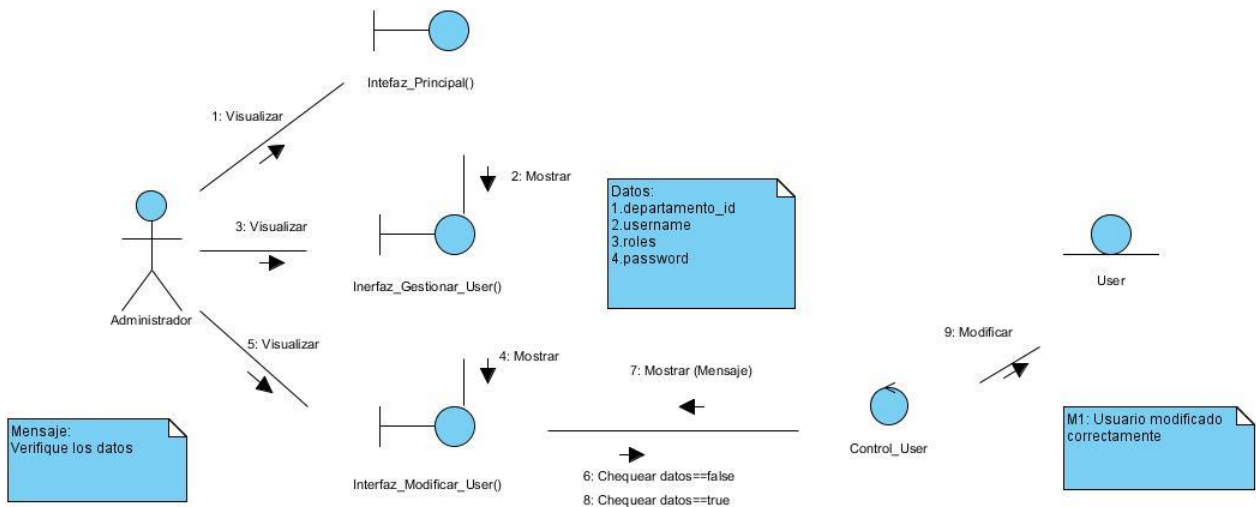 Intefaz_Principal()
1: Visualizar
2: Mostrar
Datos:
1.departamento_id
2.username
3.roles
4.password
3: Visualizar
Inerfaz_Gestionar_User()
User
Administrador
5: Visualizar
4: Mostrar
7: Mostrar (Mensaje)
9: Modificar
Mensaje:
Verifique los datos
Control_User
M1: Usuario modificado
correctamente
Interfaz_Modificar_User()
6: Chequear datos==false
8: Chequear datos==true